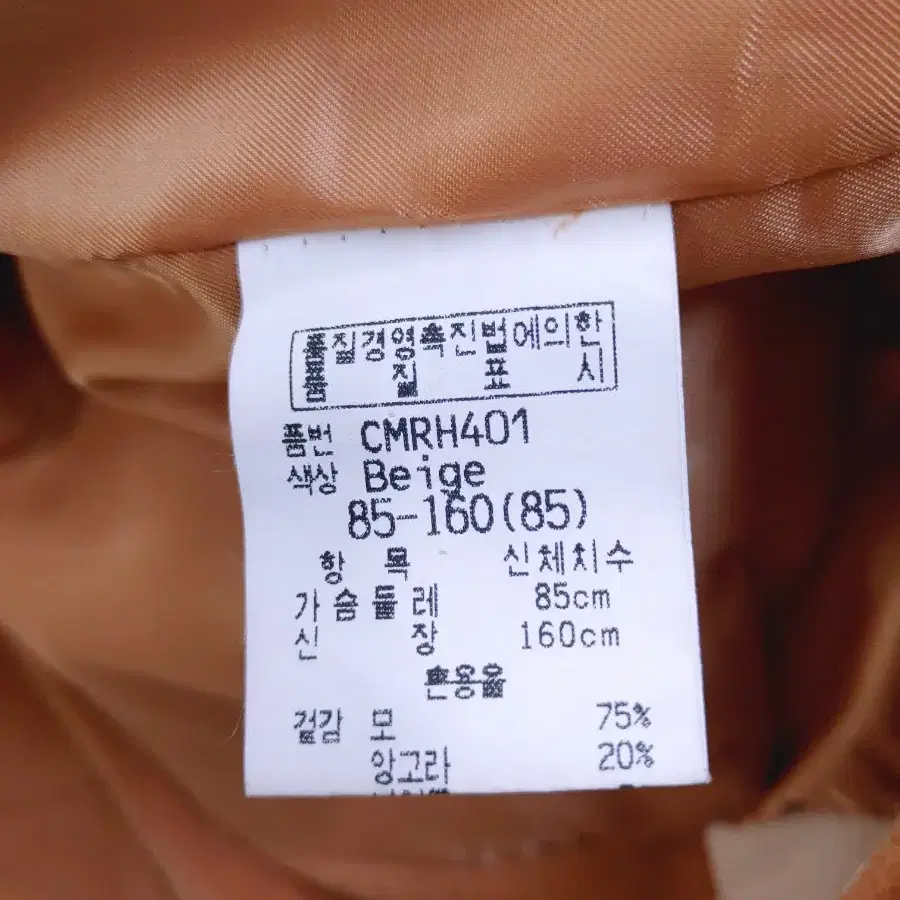 품질경영촉진법에의한
품 질 표 시
품번 CMRH401
색상 Beige
85-160(85)
항 목 신체치수
가슴둘레 85cm
신 장 160cm
혼용율
겉감 모 75%
앙고라 20%